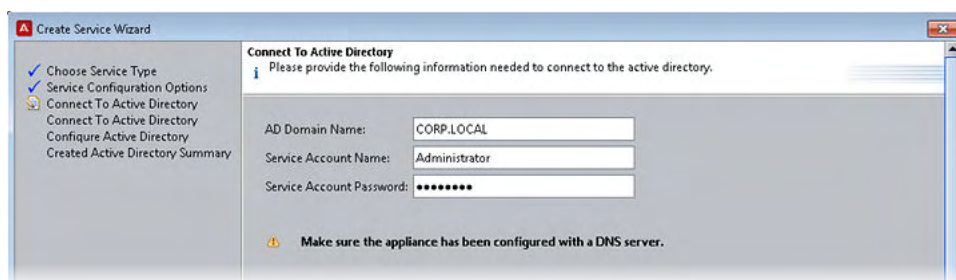 Create Service Wizard
Connect To Active Directory
Please provide the following information needed to connect to the active directory.
Choose Service Type
Service Configuration Options
Connect To Active Directory
Connect To Active Directory
Configure Active Directory
Created Active Directory Summary
AD Domain Name: CORP.LOCAL
Service Account Name: Administrator
Service Account Password: ••••••••
Make sure the appliance has been configured with a DNS server.